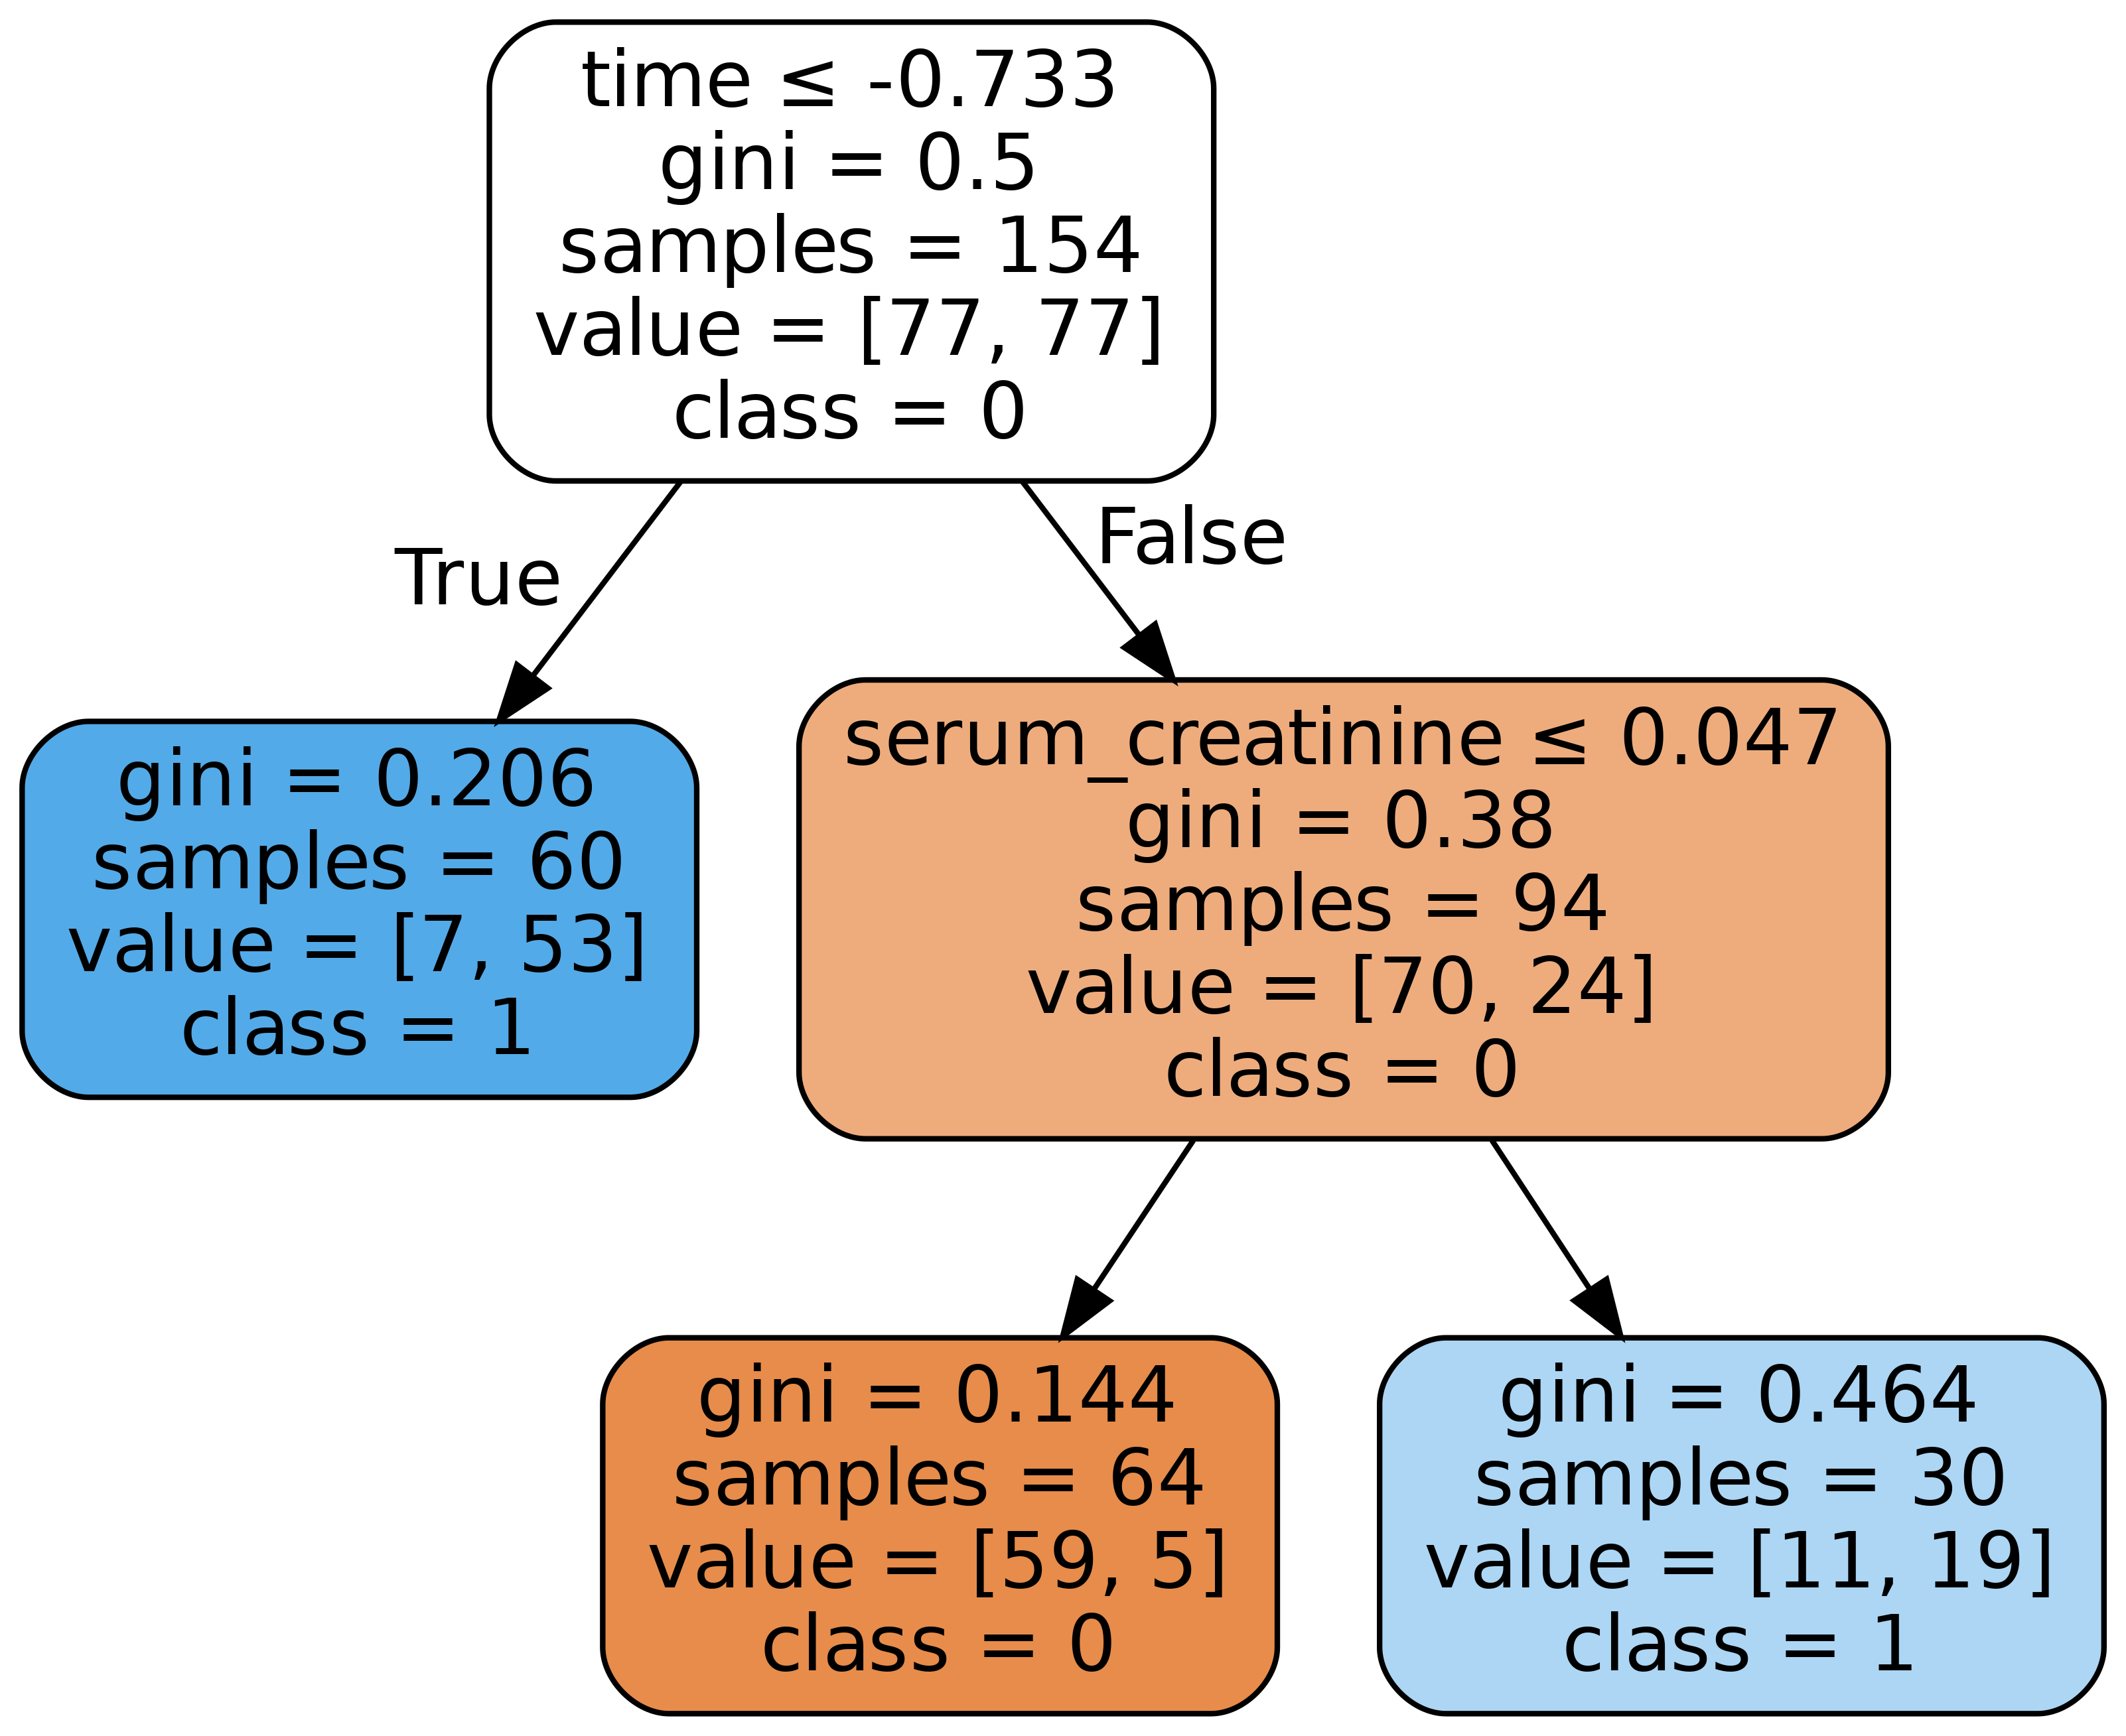 time ≤ -0.733
gini = 0.5
samples = 154
value = [77, 77]
class = 0
True
False
gini = 0.206
samples = 60
value = [7, 53]
class = 1
serum_creatinine ≤ 0.047
gini = 0.38
samples = 94
value = [70, 24]
class = 0
gini = 0.144
samples = 64
value = [59, 5]
class = 0
gini = 0.464
samples = 30
value = [11, 19]
class = 1